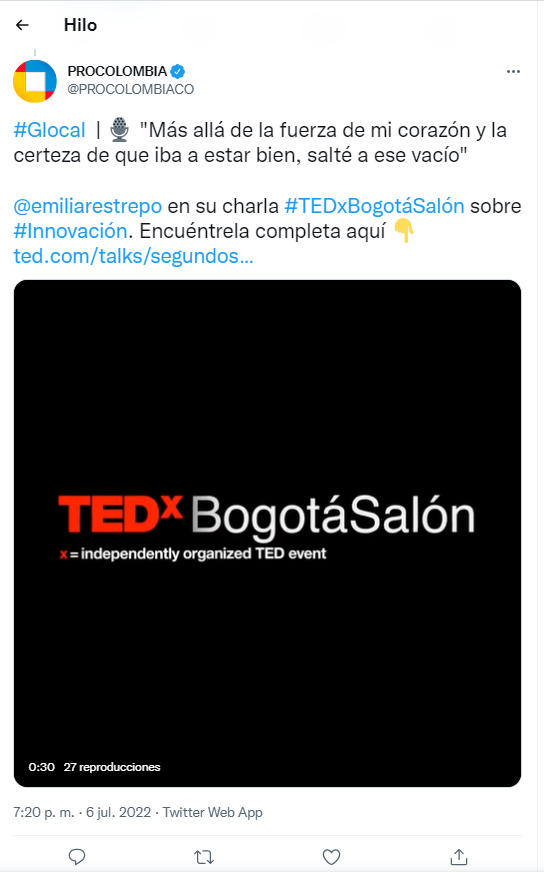 Hilo
PROCOLOMBIA
@PROCOLOMBIACO
#Glocal | 🎙️ "Más allá de la fuerza de mi corazón y la
certeza de que iba a estar bien, salté a ese vacío"
@emiliarestrepo en su charla #TEDxBogotáSalón sobre
#Innovación. Encuéntrela completa aquí 👇
ted.com/talks/segundos...
TEDx BogotáSalón
x = independently organized TED event
0:30 27 reproducciones
7:20 p. m. · 6 jul. 2022 · Twitter Web App